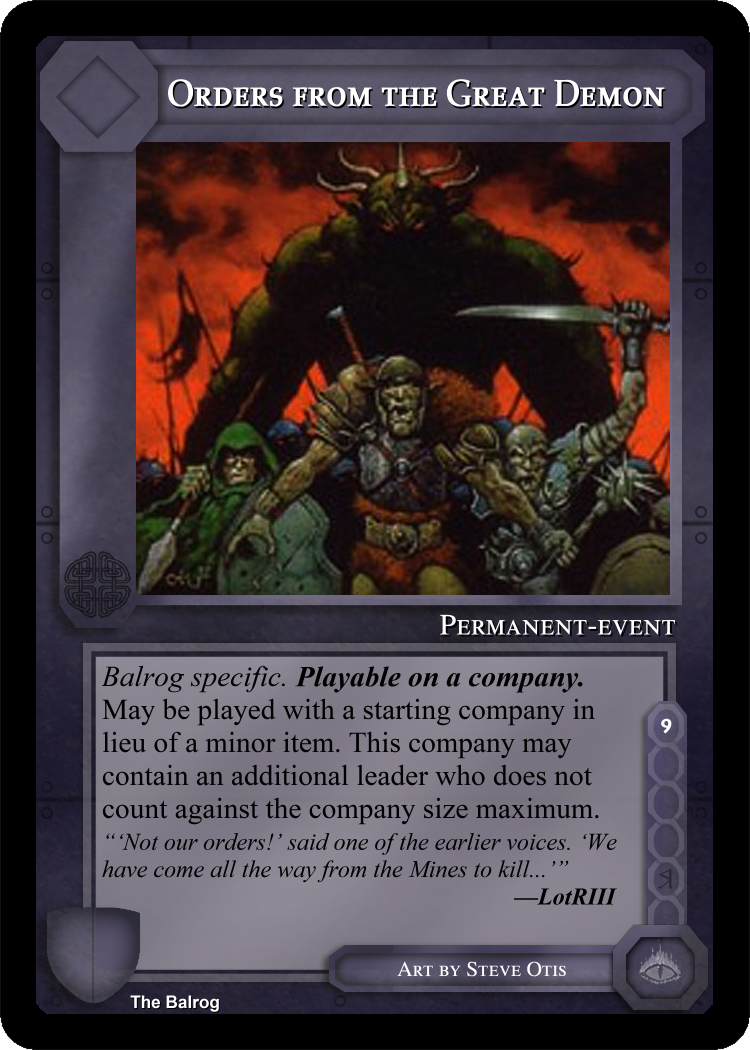 Orders from the Great Demon
Permanent-event
Balrog specific. Playable on a company.
May be played with a starting company in
lieu of a minor item. This company may
contain an additional leader who does not
count against the company size maximum.
“‘Not our orders!’ said one of the earlier voices. ‘We
have come all the way from the Mines to kill...’”
—LotRIII
9
Art by Steve Otis
The Balrog